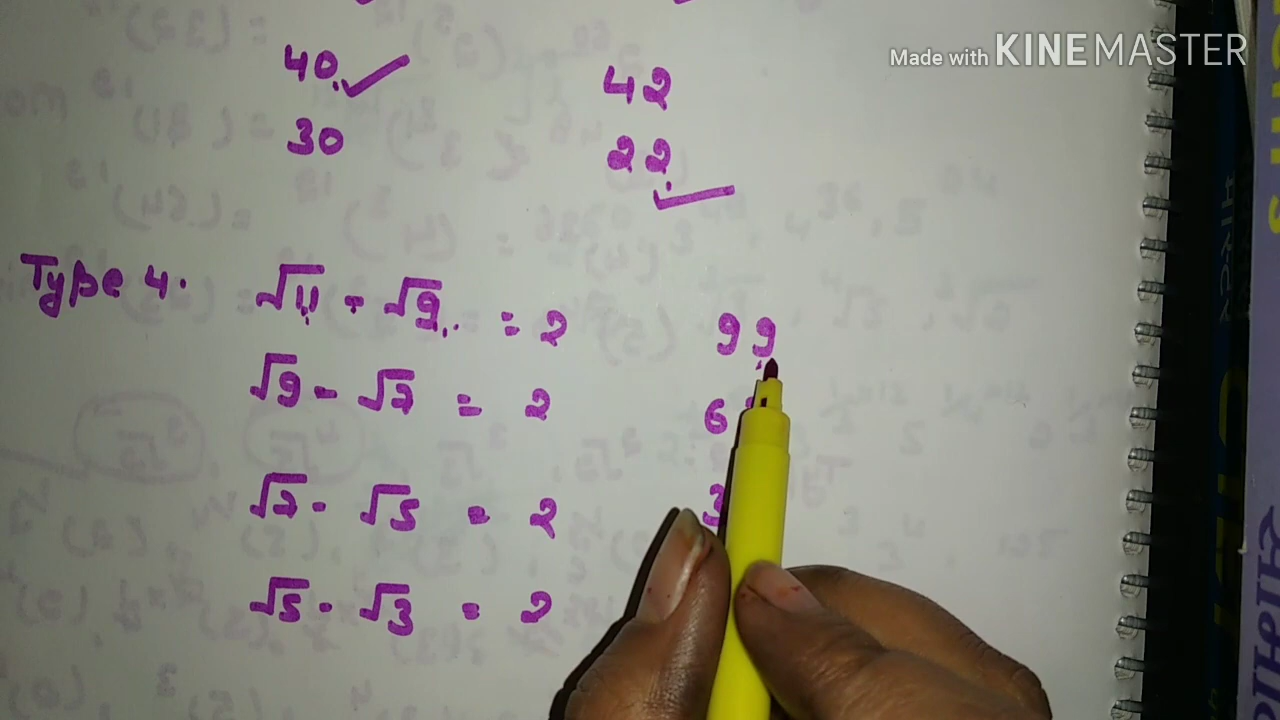 Made with KINEMASTER
40 ✓
42
30
22 ✓
Type 4. √11 - √9 = 2 99
√9 - √7 = 2 6
√7 - √5 = 2 3
√5 - √3 = 2